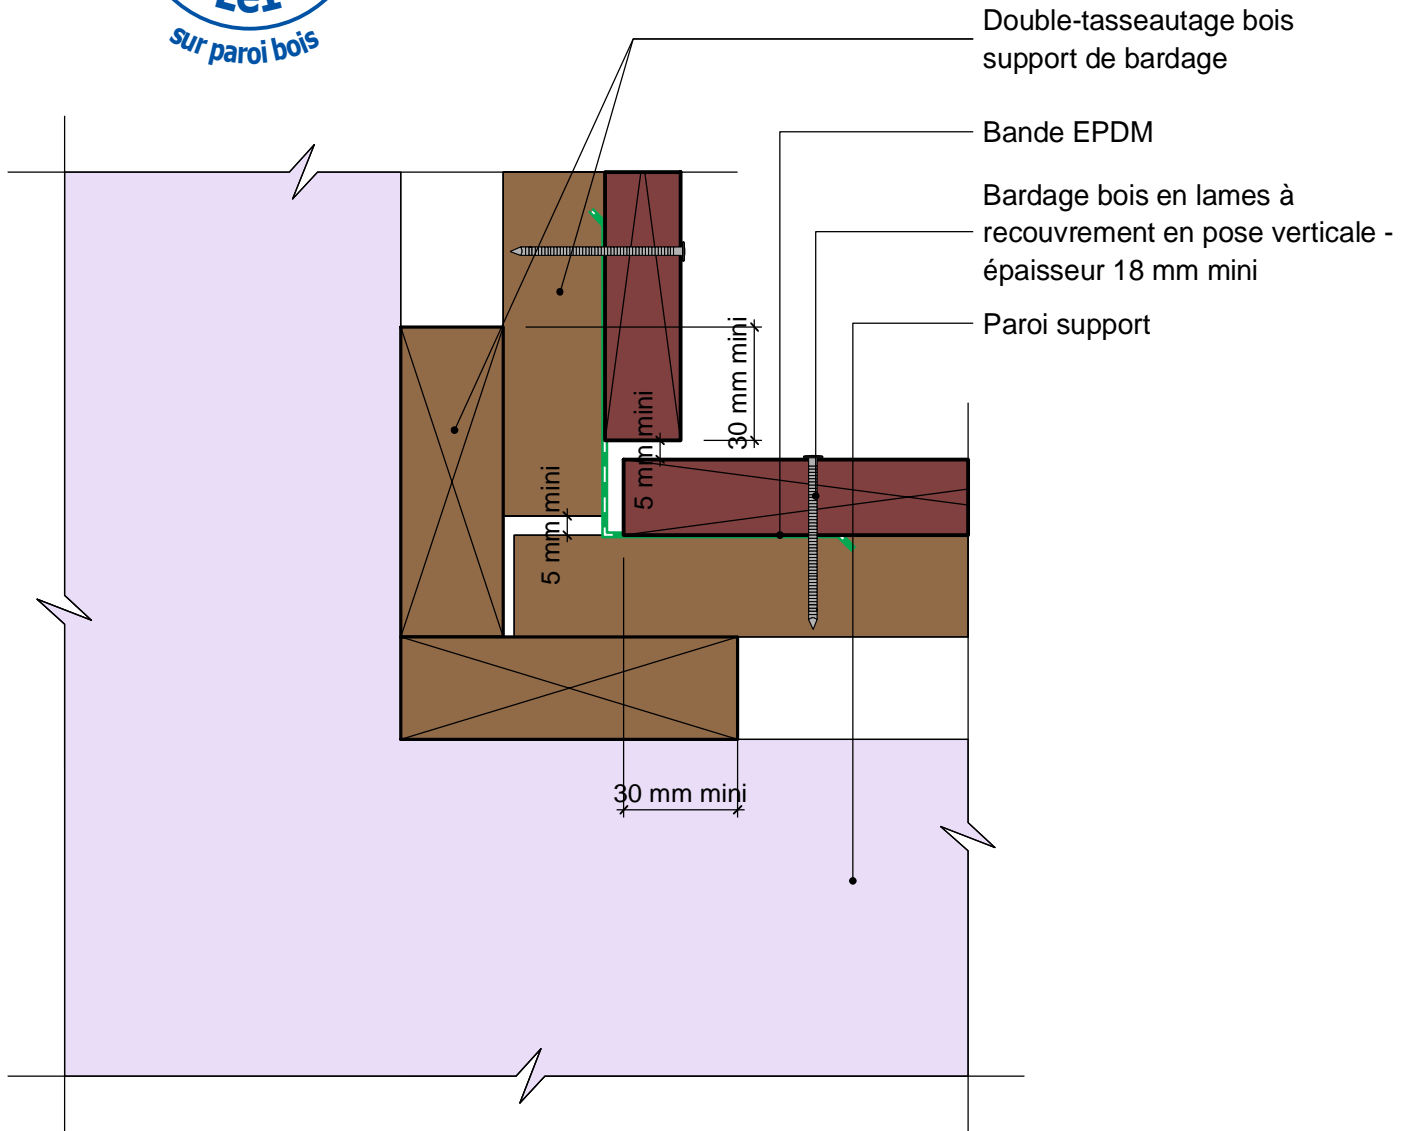 sur paroi bois
Double-tasseautage bois
support de bardage
Bande EPDM
Bardage bois en lames à
recouvrement en pose verticale -
épaisseur 18 mm mini
Paroi support
30 mm mini
5 mm mini
5 mm mini
30 mm mini